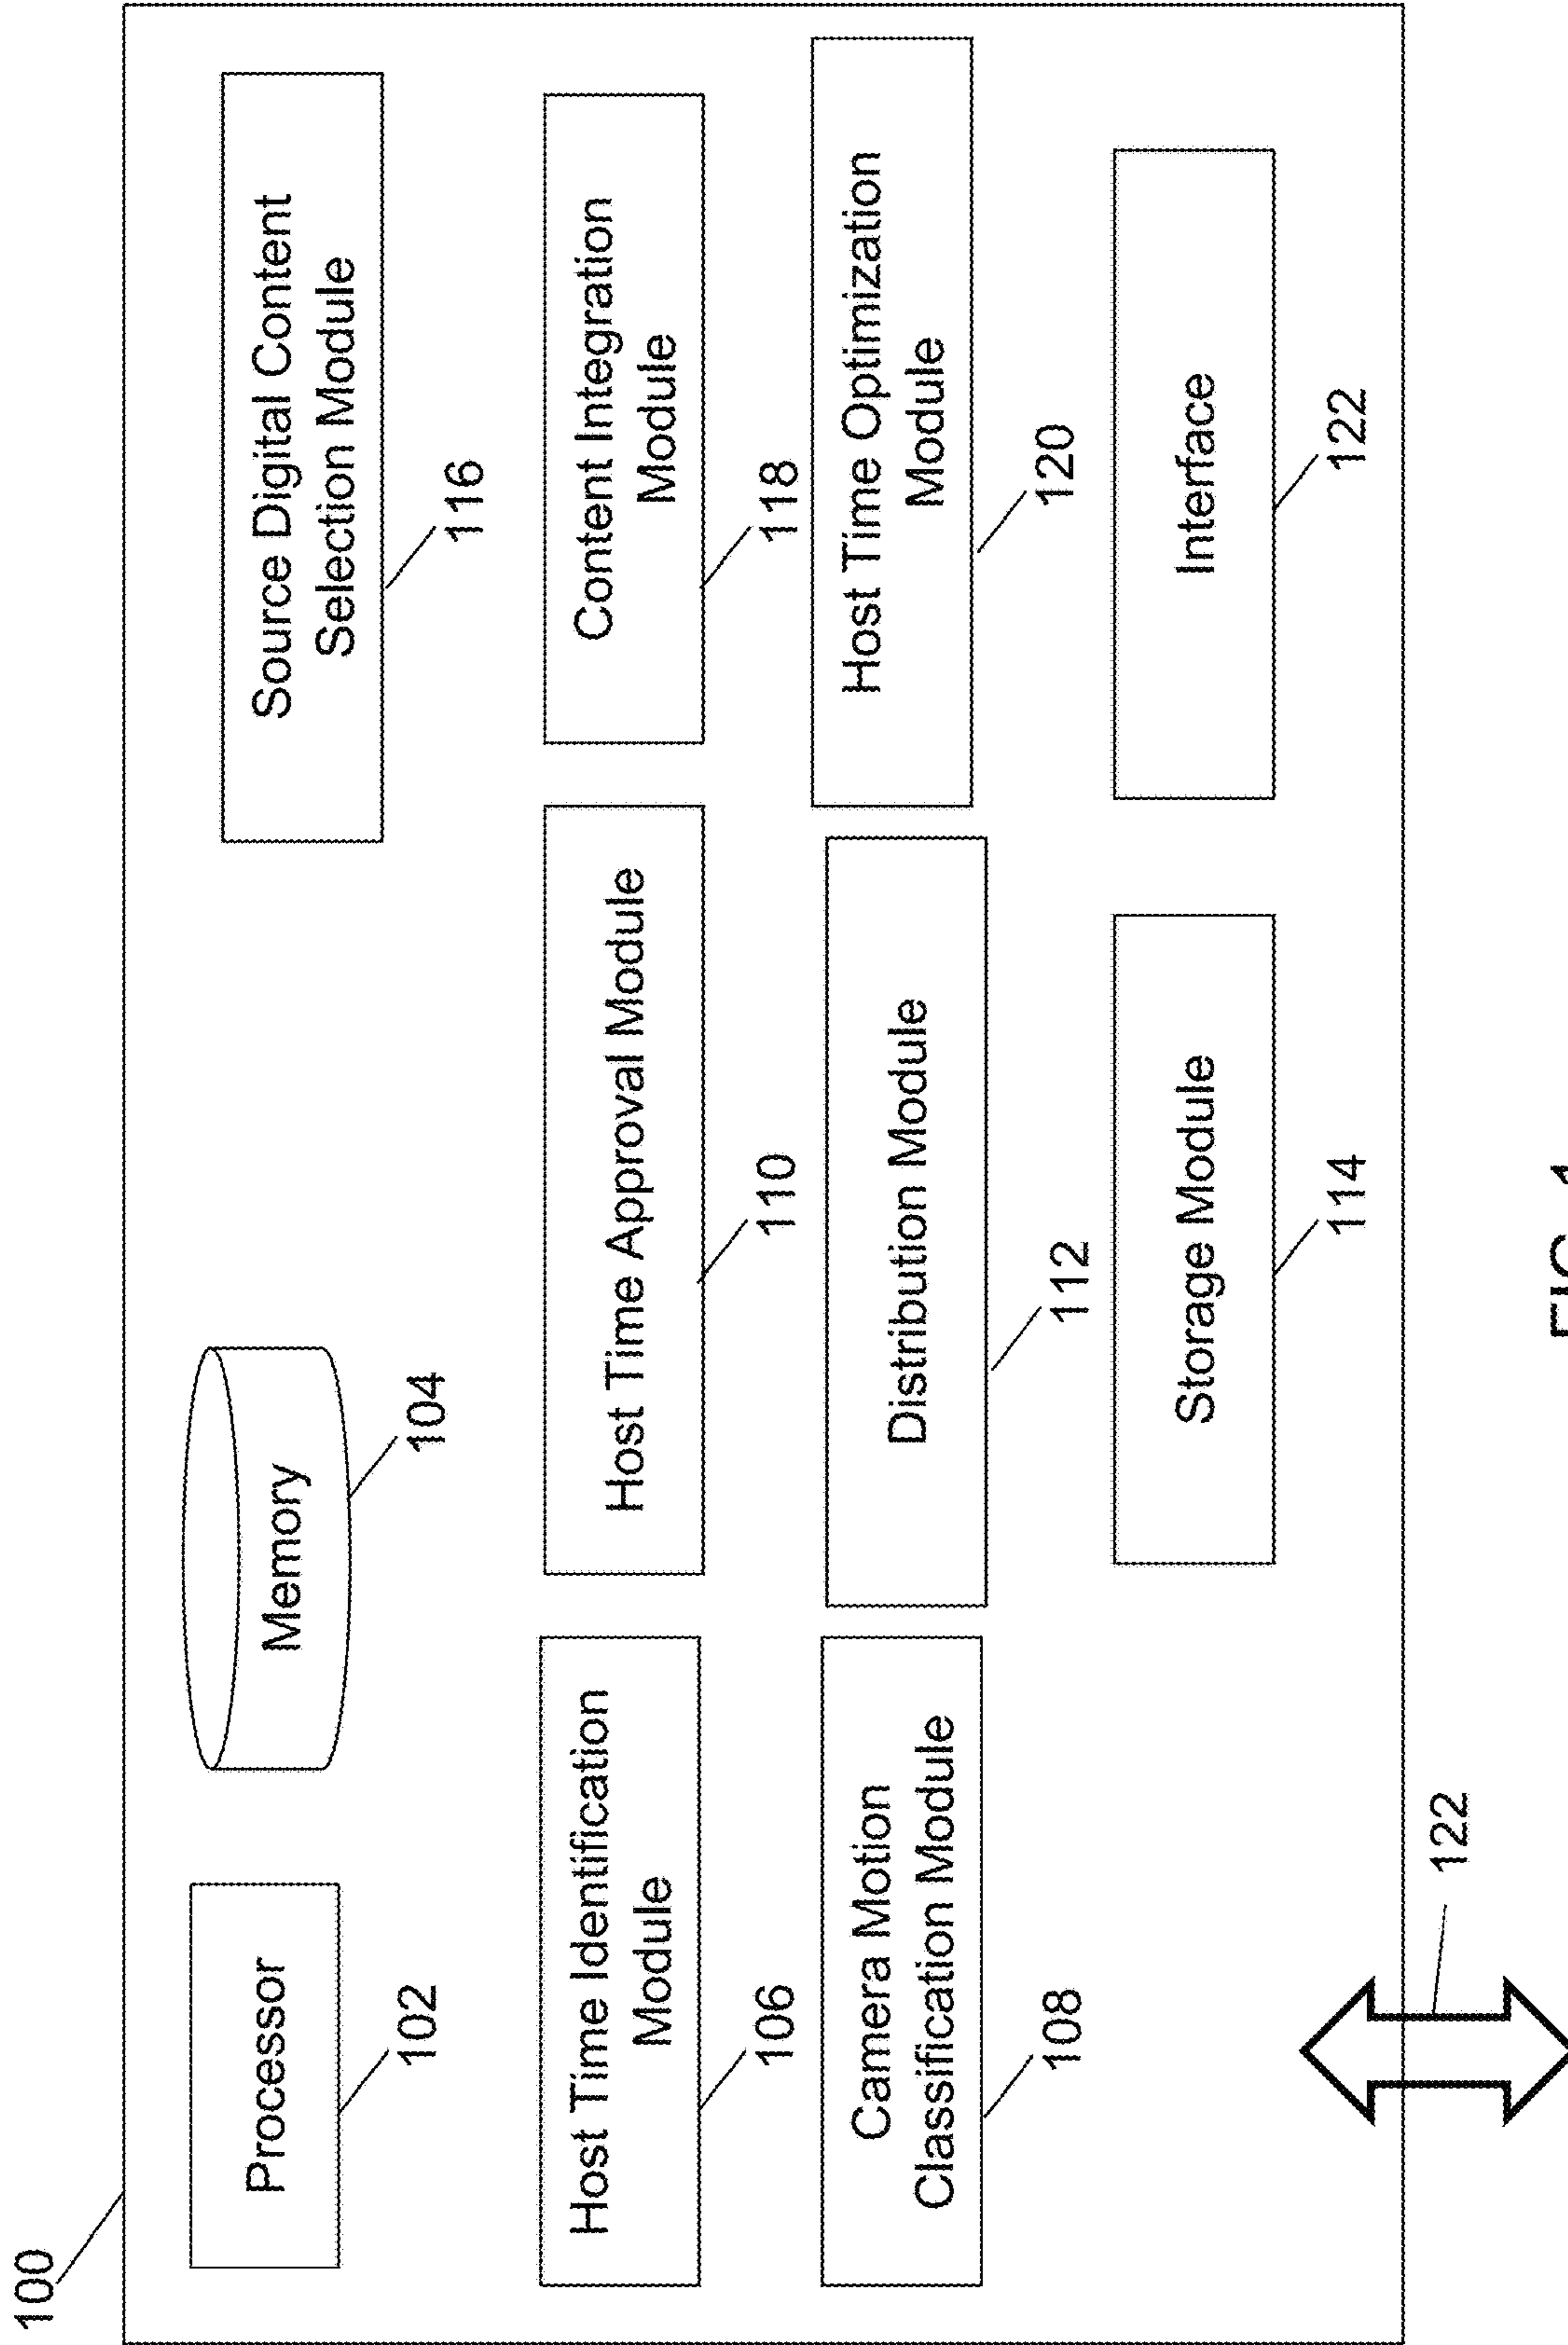 100
Processor
102
Memory
104
Source Digital Content
Selection Module
116
Host Time Identification
Module
106
Host Time Approval Module
110
Content Integration
Module
118
Camera Motion
Classification Module
108
Distribution Module
112
Host Time Optimization
Module
120
Storage Module
114
Interface
122
122
FIG. 1